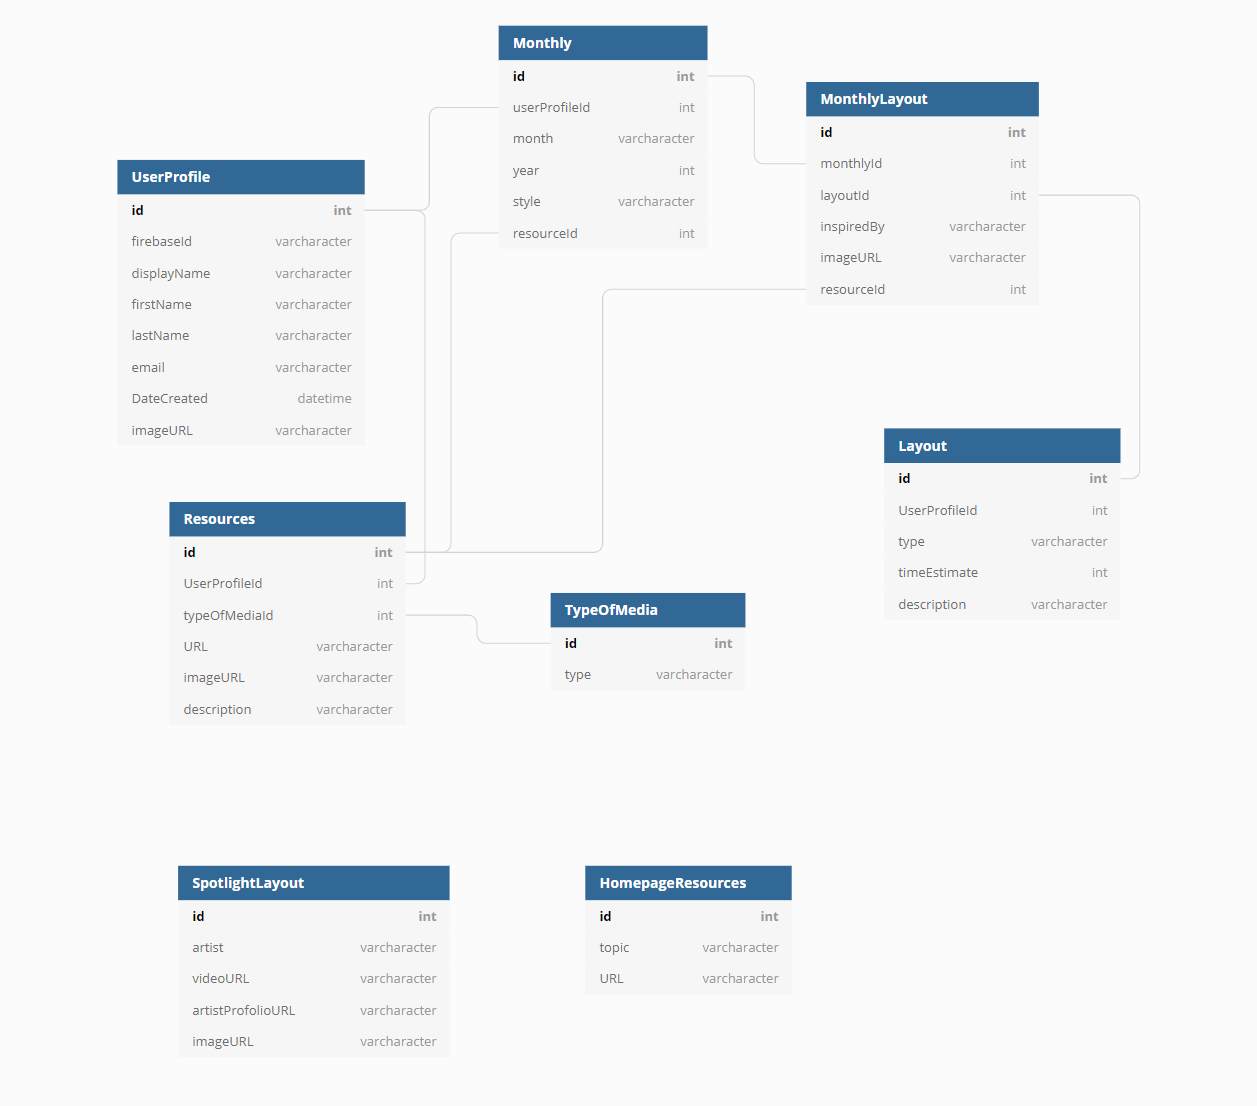 Monthly
id int
userProfileId int
month varcharacter
year int
style varcharacter
resourceId int
MonthlyLayout
id int
monthlyId int
layoutId int
inspiredBy varcharacter
imageURL varcharacter
resourceId int
UserProfile
id int
firebaseId varcharacter
displayName varcharacter
firstName varcharacter
lastName varcharacter
email varcharacter
DateCreated datetime
imageURL varcharacter
Layout
id int
UserProfileId int
type varcharacter
timeEstimate int
description varcharacter
Resources
id int
UserProfileId int
typeOfMediaId int
URL varcharacter
imageURL varcharacter
description varcharacter
TypeOfMedia
id int
type varcharacter
SpotlightLayout
id int
artist varcharacter
videoURL varcharacter
artistProfolioURL varcharacter
imageURL varcharacter
HomepageResources
id int
topic varcharacter
URL varcharacter